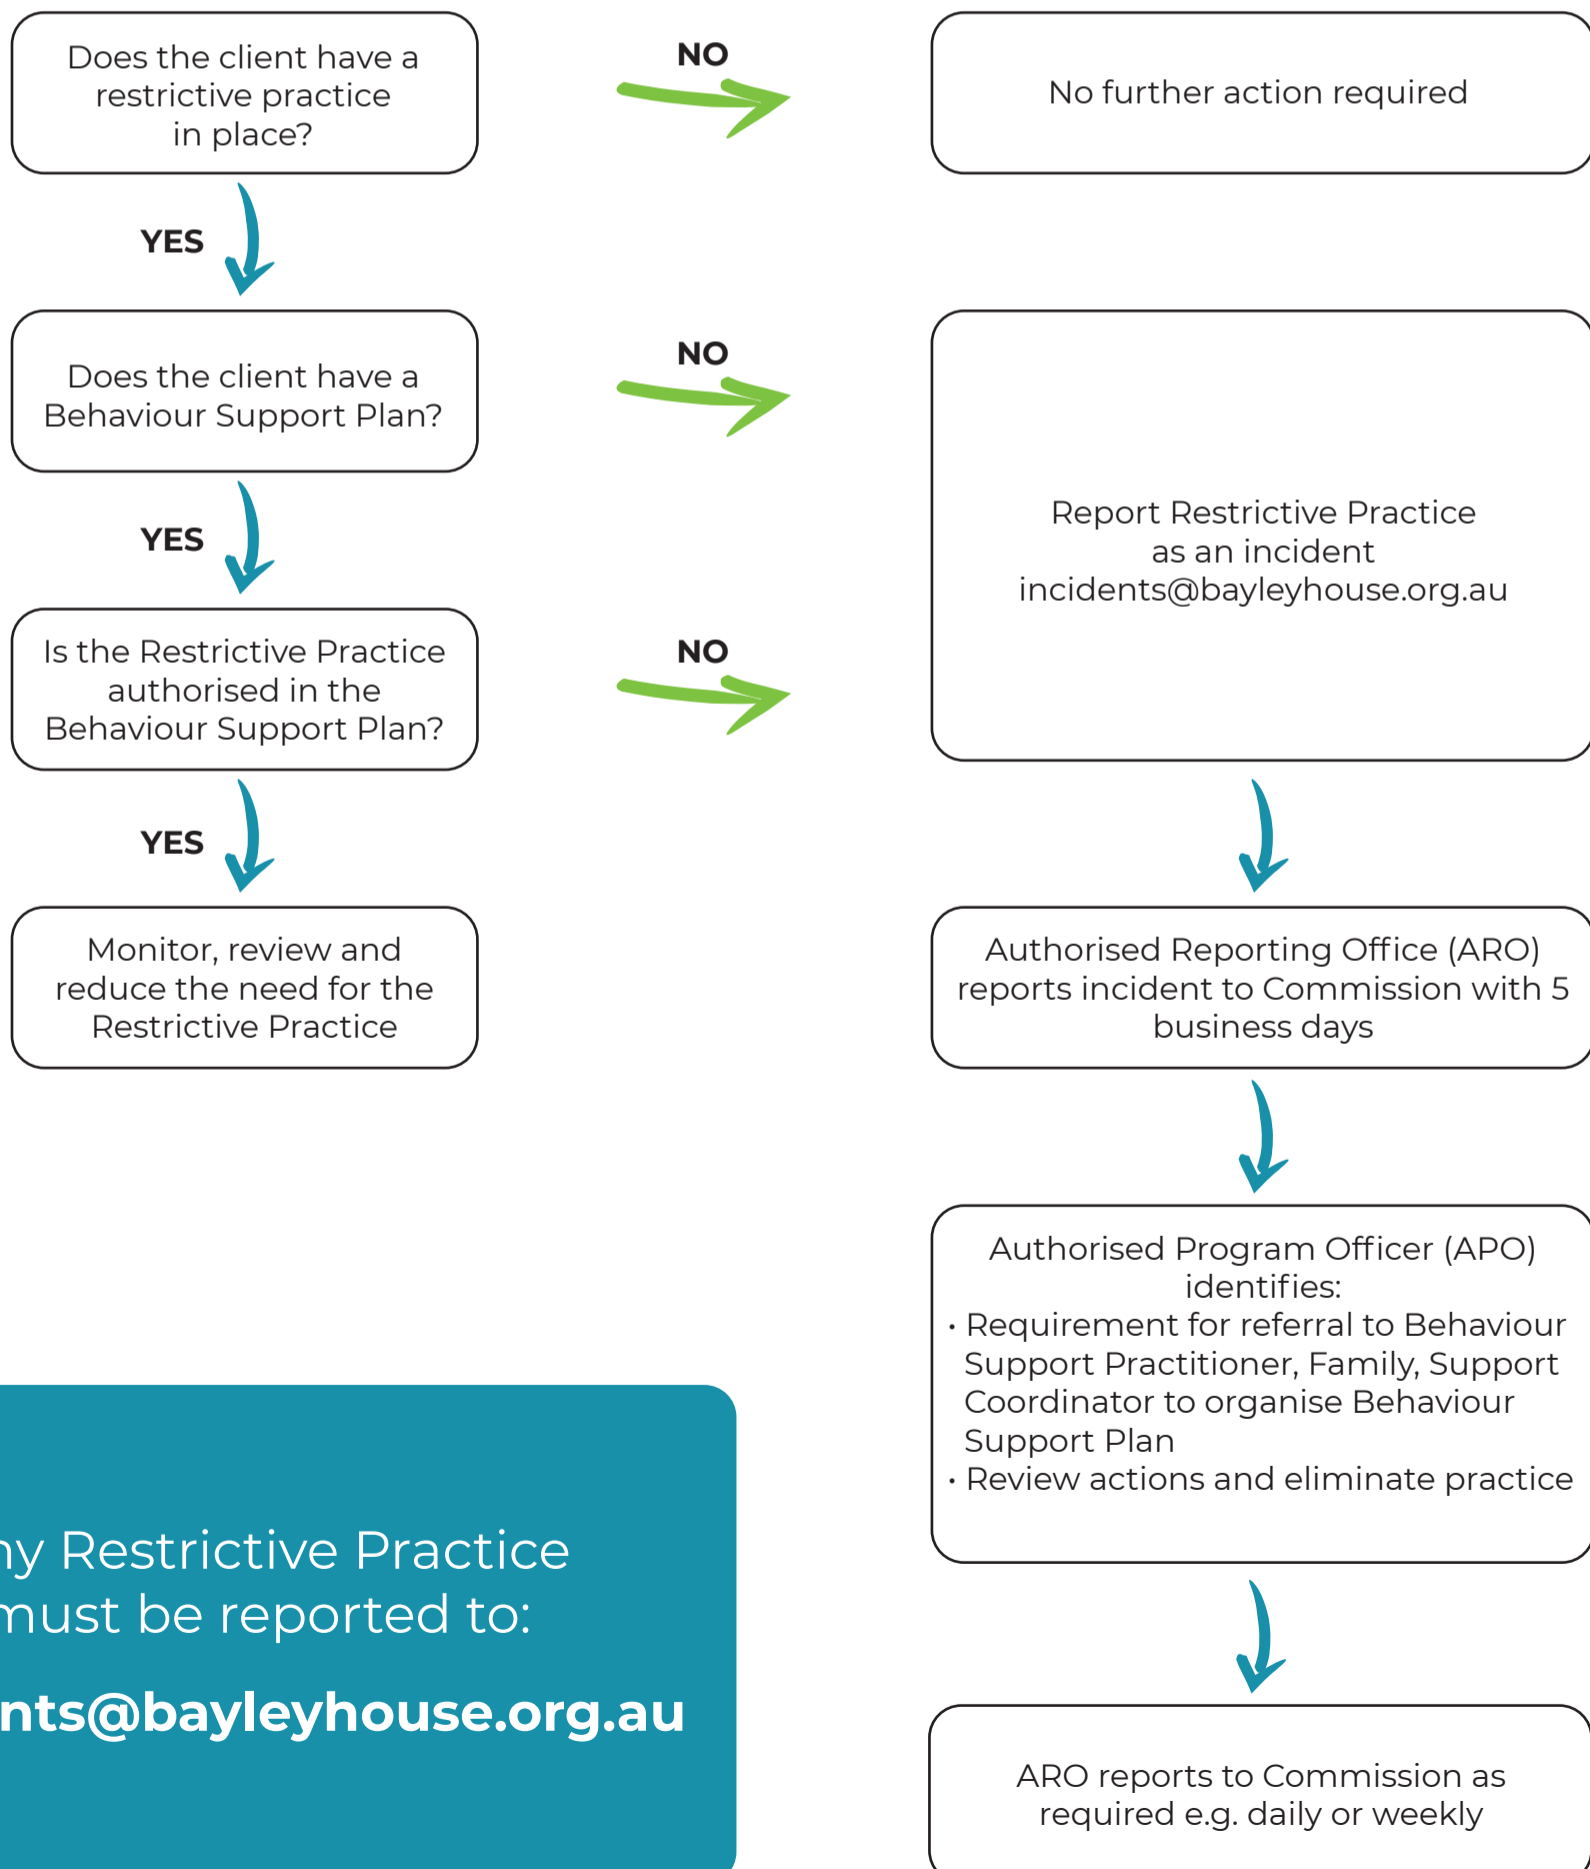 Does the client have a
restrictive practice
in place?
NO
No further action required
YES
Does the client have a
Behaviour Support Plan?
NO
Report Restrictive Practice
as an incident
incidents@bayleyhouse.org.au
YES
Is the Restrictive Practice
authorised in the
Behaviour Support Plan?
NO
YES
Monitor, review and
reduce the need for the
Restrictive Practice
Authorised Reporting Office (ARO)
reports incident to Commission with 5
business days
Authorised Program Officer (APO)
identifies:
• Requirement for referral to Behaviour
Support Practitioner, Family, Support
Coordinator to organise Behaviour
Support Plan
• Review actions and eliminate practice
ny Restrictive Practice
must be reported to:
nts@bayleyhouse.org.au
ARO reports to Commission as
required e.g. daily or weekly